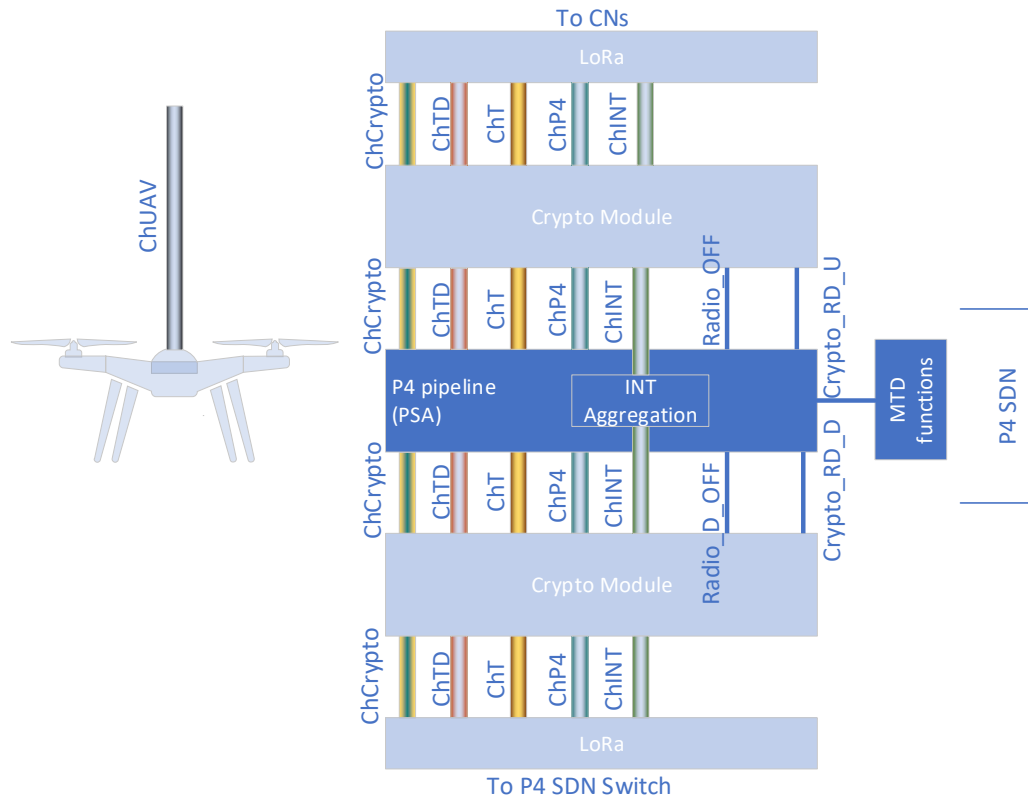 To CNs
LoRa
ChCrypto
ChTD
ChT
ChP4
ChINT
ChUAV
Crypto Module
ChCrypto
ChTD
ChT
ChP4
ChINT
Radio_OFF
Crypto_RD_U
P4 pipeline
(PSA)
INT
Aggregation
MTD
functions
P4 SDN
ChCrypto
ChTD
ChT
ChP4
ChINT
Radio_D_OFF
Crypto_RD_D
Crypto Module
ChCrypto
ChTD
ChT
ChP4
ChINT
LoRa
To P4 SDN Switch